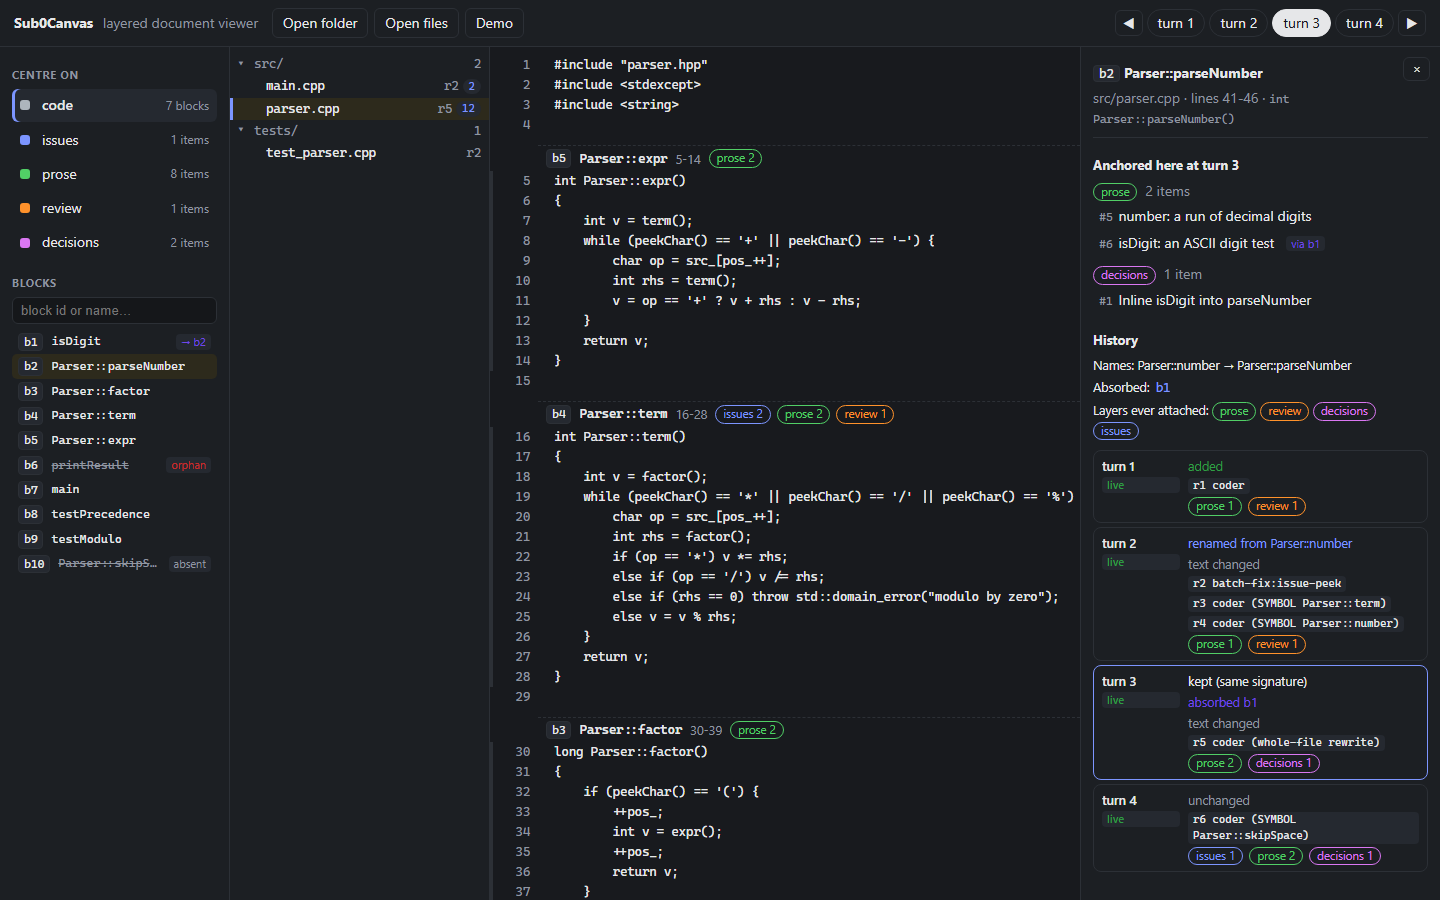 Sub0Canvas layered document viewer Open folder Open files Demo ◀ turn 1 turn 2 turn 3 turn 4 ▶
CENTRE ON
code 7 blocks
issues 1 items
prose 8 items
review 1 items
decisions 2 items
BLOCKS
block id or name...
b1 isDigit → b2
b2 Parser::parseNumber
b3 Parser::factor
b4 Parser::term
b5 Parser::expr
b6 printResult orphan
b7 main
b8 testPrecedence
b9 testModulo
b10 Parser::skipS… absent
▾ src/ 2
main.cpp r2 2
parser.cpp r5 12
▾ tests/ 1
test_parser.cpp r2
1 #include "parser.hpp"
2 #include <stdexcept>
3 #include <string>
4
b5 Parser::expr 5-14 prose 2
5 int Parser::expr()
6 {
7 int v = term();
8 while (peekChar() == '+' || peekChar() == '-') {
9 char op = src_[pos_++];
10 int rhs = term();
11 v = op == '+' ? v + rhs : v - rhs;
12 }
13 return v;
14 }
15
b4 Parser::term 16-28 issues 2 prose 2 review 1
16 int Parser::term()
17 {
18 int v = factor();
19 while (peekChar() == '*' || peekChar() == '/' || peekChar() == '%')
20 char op = src_[pos_++];
21 int rhs = factor();
22 if (op == '*') v *= rhs;
23 else if (op == '/') v /= rhs;
24 else if (rhs == 0) throw std::domain_error("modulo by zero");
25 else v = v % rhs;
26 }
27 return v;
28 }
29
b3 Parser::factor 30-39 prose 2
30 long Parser::factor()
31 {
32 if (peekChar() == '(') {
33 ++pos_;
34 int v = expr();
35 ++pos_;
36 return v;
37 }
b2 Parser::parseNumber ×
src/parser.cpp · lines 41-46 · int
Parser::parseNumber()
Anchored here at turn 3
prose 2 items
#5 number: a run of decimal digits
#6 isDigit: an ASCII digit test via b1
decisions 1 item
#1 Inline isDigit into parseNumber
History
Names: Parser::number → Parser::parseNumber
Absorbed: b1
Layers ever attached: prose review decisions
issues
turn 1 added
live r1 coder
prose 1 review 1
turn 2 renamed from Parser::number
live text changed
r2 batch-fix:issue-peek
r3 coder (SYMBOL Parser::term)
r4 coder (SYMBOL Parser::number)
prose 1 review 1
turn 3 kept (same signature)
live absorbed b1
text changed
r5 coder (whole-file rewrite)
prose 2 decisions 1
turn 4 unchanged
live r6 coder (SYMBOL
Parser::skipSpace)
issues 1 prose 2 decisions 1